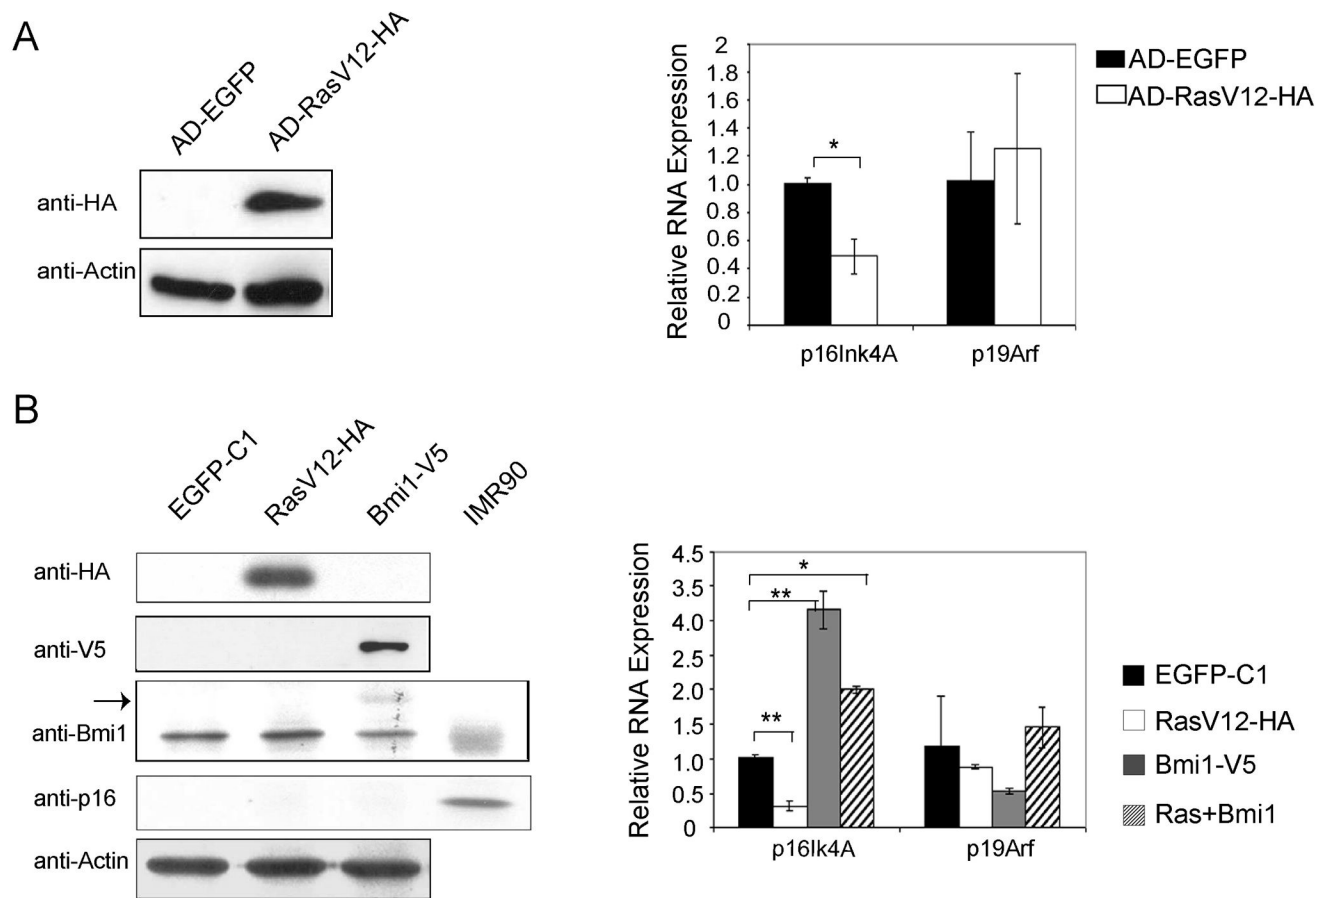 A
AD-EGFP
AD-RasV12-HA
anti-HA
anti-Actin
Relative RNA Expression
2
1.8
1.6
1.4
1.2
1.0
0.8
0.6
0.4
0.2
0
*
p16Ink4A
p19Arf
AD-EGFP
AD-RasV12-HA
B
EGFP-C1
RasV12-HA
Bmi1-V5
IMR90
anti-HA
anti-V5
anti-Bmi1
anti-p16
anti-Actin
Relative RNA Expression
4.5
3.5
4.0
2.5
2.0
1.5
1.0
0.5
0
*
**
**
p16Ik4A
p19Arf
EGFP-C1
RasV12-HA
Bmi1-V5
Ras+Bmi1